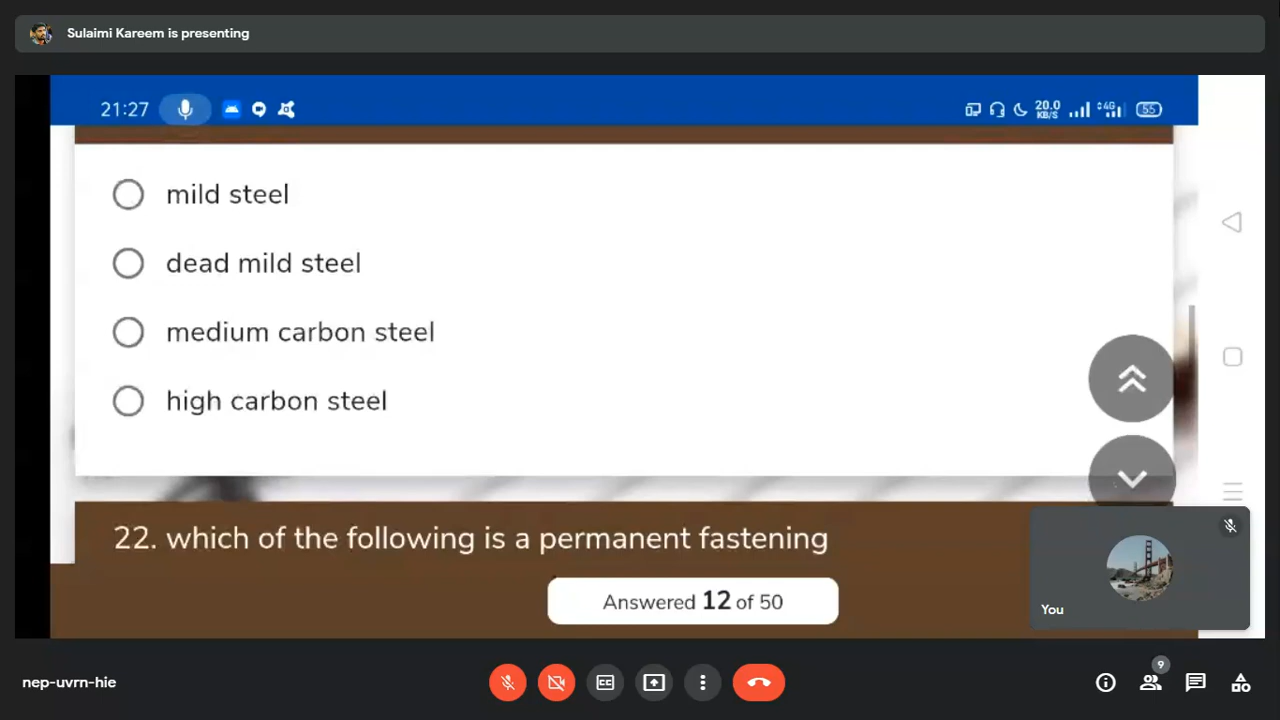 Sulaimi Kareem is presenting
21:27
20.0
KB/S
4G
55
mild steel
dead mild steel
medium carbon steel
high carbon steel
22. which of the following is a permanent fastening
Answered 12 of 50
You
nep-uvrn-hie
CC
9